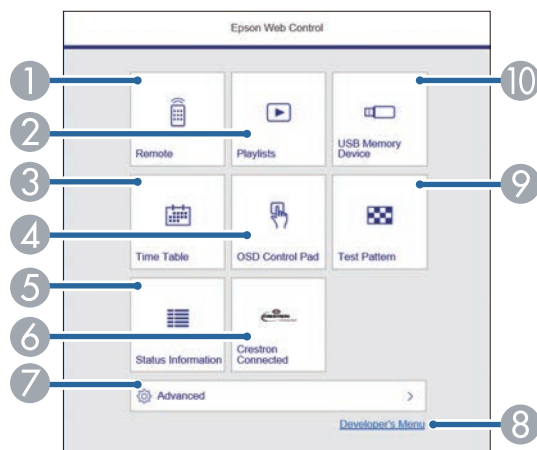 Epson Web Control
1
10
2
Remote
Playlists
USB Memory
Device
3
9
4
Time Table
OSD Control Pad
Test Pattern
5
6
Status Information
Crestron
Connected
7
Advanced
Developer's Menu
8